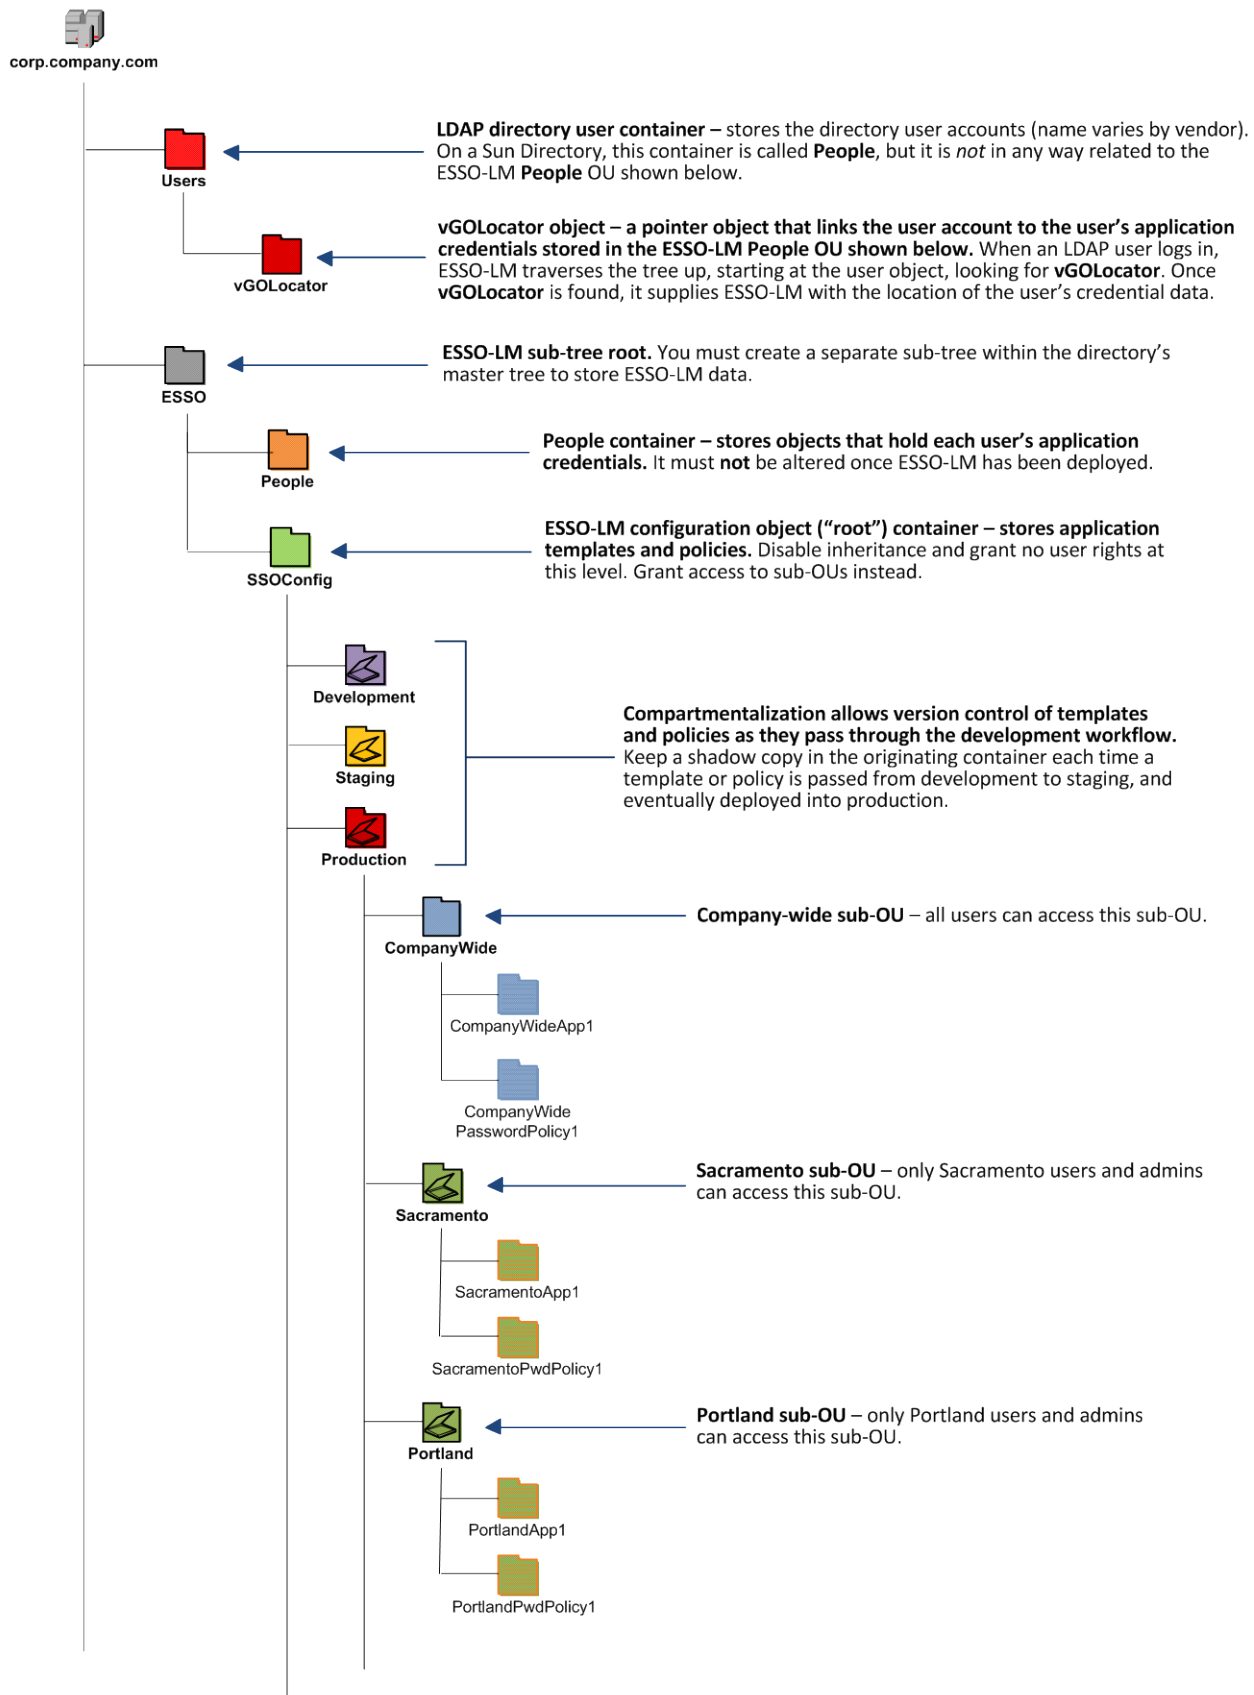 corp.company.com
LDAP directory user container – stores the directory user accounts (name varies by vendor).
On a Sun Directory, this container is called People, but it is not in any way related to the
ESSO-LM People OU shown below.
Users
vGOLocator object – a pointer object that links the user account to the user’s application
credentials stored in the ESSO-LM People OU shown below. When an LDAP user logs in,
ESSO-LM traverses the tree up, starting at the user object, looking for vGOLocator. Once
vGOLocator is found, it supplies ESSO-LM with the location of the user’s credential data.
vGOLocator
ESSO-LM sub-tree root. You must create a separate sub-tree within the directory’s
master tree to store ESSO-LM data.
ESSO
People container – stores objects that hold each user’s application
credentials. It must not be altered once ESSO-LM has been deployed.
People
ESSO-LM configuration object (“root”) container – stores application
templates and policies. Disable inheritance and grant no user rights at
this level. Grant access to sub-OUs instead.
SSOConfig
Development
Compartmentalization allows version control of templates
and policies as they pass through the development workflow.
Keep a shadow copy in the originating container each time a
template or policy is passed from development to staging, and
eventually deployed into production.
Staging
Production
Company-wide sub-OU – all users can access this sub-OU.
CompanyWide
CompanyWideApp1
CompanyWide
PasswordPolicy1
Sacramento sub-OU – only Sacramento users and admins
can access this sub-OU.
Sacramento
SacramentoApp1
SacramentoPwdPolicy1
Portland sub-OU – only Portland users and admins
can access this sub-OU.
Portland
PortlandApp1
PortlandPwdPolicy1